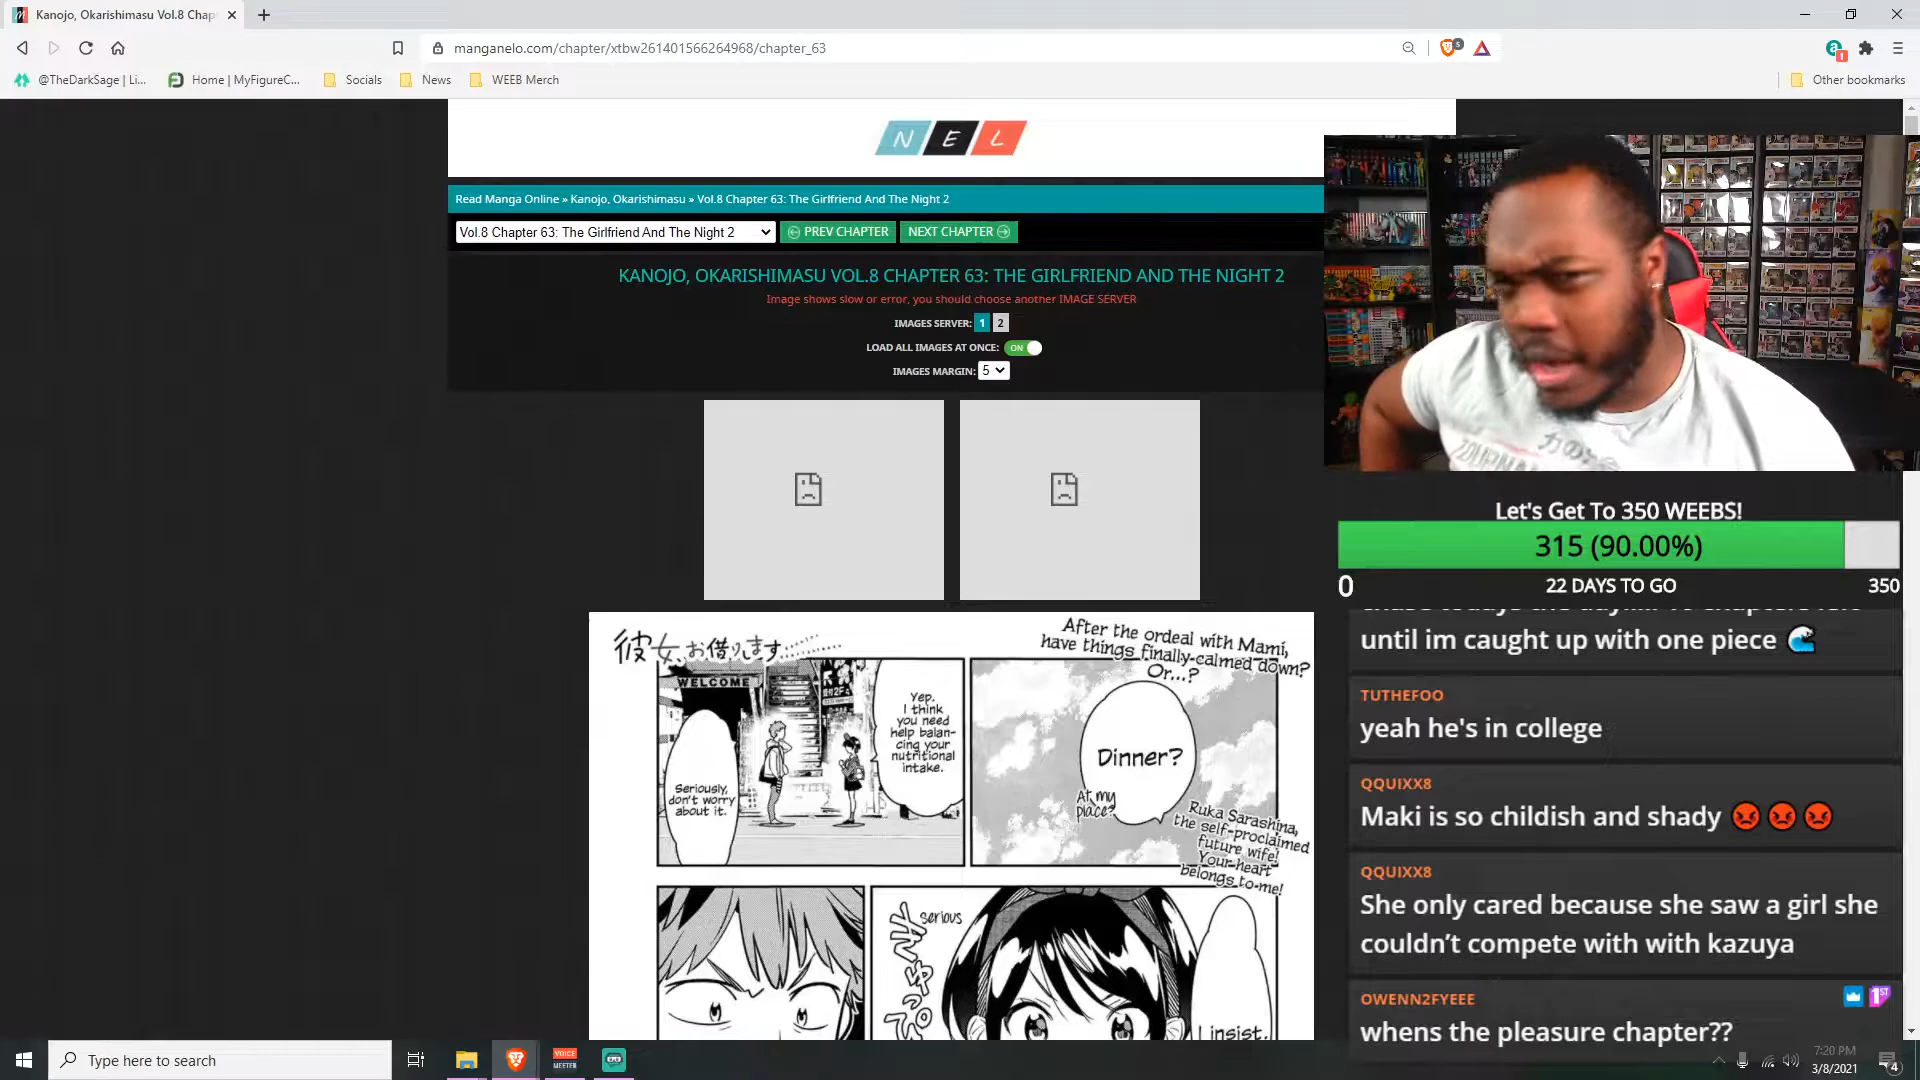 Kanojo, Okarishimasu Vol.8 Chap
manganelo.com/chapter/xtbw261401566264968/chapter_63
5
1
@TheDarkSage | Li...
Home | MyFigureC...
Socials
News
WEEB Merch
Other bookmarks
N E L
Read Manga Online » Kanojo, Okarishimasu » Vol.8 Chapter 63: The Girlfriend And The Night 2
Vol.8 Chapter 63: The Girlfriend And The Night 2
PREV CHAPTER
NEXT CHAPTER
KANOJO, OKARISHIMASU VOL.8 CHAPTER 63: THE GIRLFRIEND AND THE NIGHT 2
Image shows slow or error, you should choose another IMAGE SERVER
IMAGES SERVER: 1 2
LOAD ALL IMAGES AT ONCE: ON
IMAGES MARGIN: 5
彼女、お借りします
After the ordeal with Mami,
have things finally calmed down?
Or...?
Dinner?
At my
place?
Ruka Sarashina,
the self-proclaimed
future wife!
Your heart
belongs to me!
WELCOME
Yep.
I think
you need
help balan-
cing your
nutritional
intake.
Seriously,
don't worry
about it.
serious
I insist.
Let's Get To 350 WEEBS!
315 (90.00%)
0
22 DAYS TO GO
350
until im caught up with one piece
TUTHEFOO
yeah he's in college
QQUIXX8
Maki is so childish and shady
QQUIXX8
She only cared because she saw a girl she
couldn't compete with with kazuya
OWENN2FYEEE
1ST
whens the pleasure chapter??
Type here to search
VOICE
MEETER
7:20 PM
3/8/2021
4